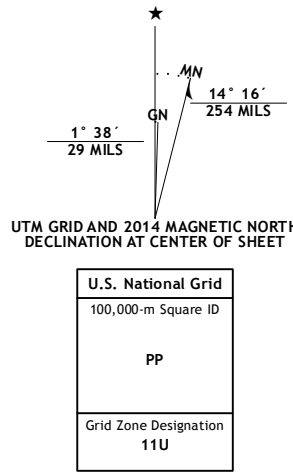 ★
MN
GN
14° 16´
254 MILS
1° 38´
29 MILS
UTM GRID AND 2014 MAGNETIC NORTH
DECLINATION AT CENTER OF SHEET
U.S. National Grid
100,000-m Square ID
PP
Grid Zone Designation
11U